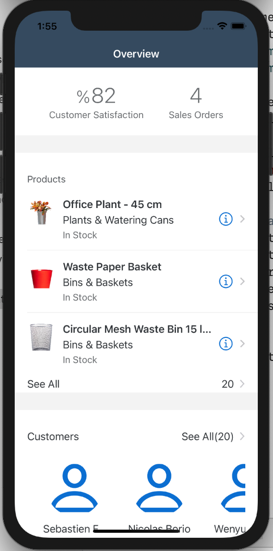 1:55
Overview
%82
Customer Satisfaction
4
Sales Orders
Products
Office Plant - 45 cm
Plants & Watering Cans
In Stock
Waste Paper Basket
Bins & Baskets
In Stock
Circular Mesh Waste Bin 15 l...
Bins & Baskets
In Stock
See All 20
Customers See All(20)
Sebastien F Nicolas Borio Wenyu